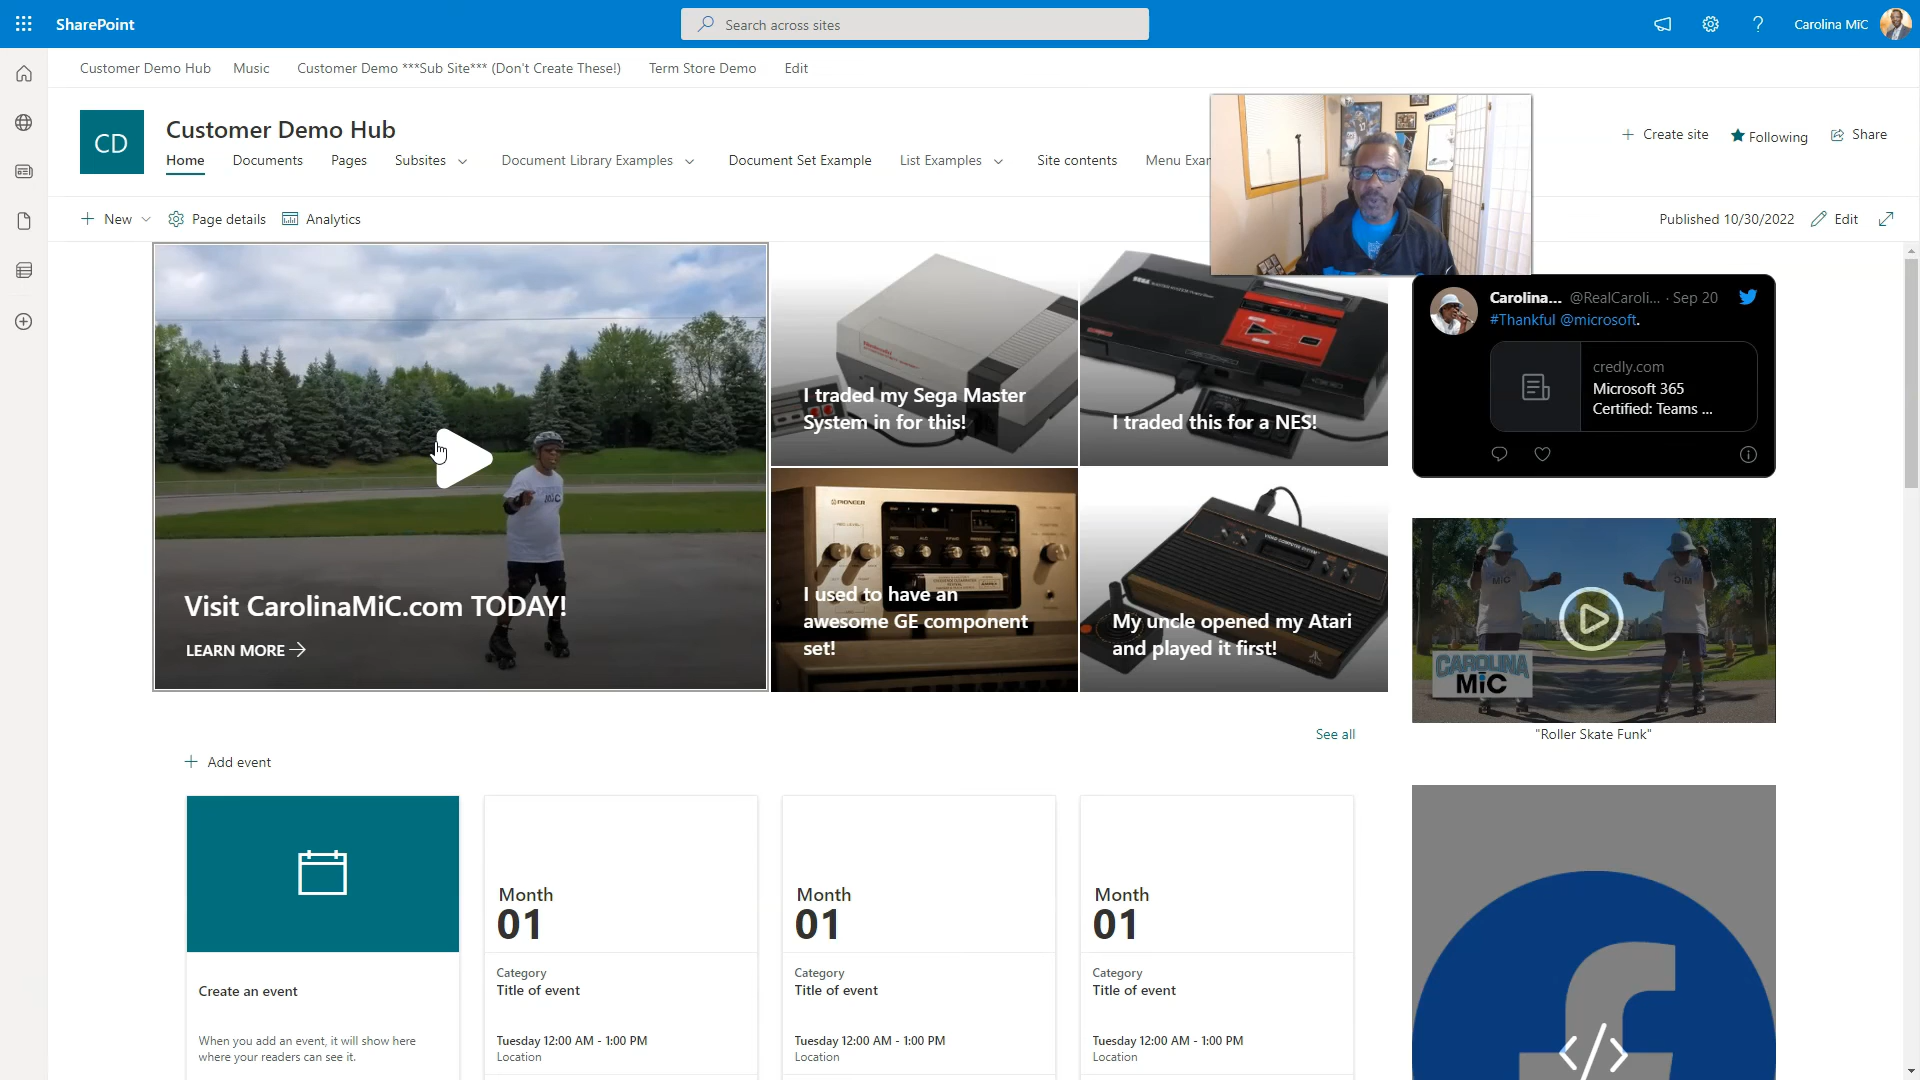 SharePoint
Search across sites
Carolina MiC
Customer Demo Hub
Music
Customer Demo ***Sub Site*** (Don't Create These!)
Term Store Demo
Edit
CD
Customer Demo Hub
Home
Documents
Pages
Subsites
Document Library Examples
Document Set Example
List Examples
Site contents
Menu Exar
Create site
Following
Share
New
Page details
Analytics
Published 10/30/2022
Edit
Visit CarolinaMiC.com TODAY!
LEARN MORE
I traded my Sega Master
System in for this!
I traded this for a NES!
I used to have an
awesome GE component
set!
My uncle opened my Atari
and played it first!
Carolina... @RealCaroli... · Sep 20
#Thankful @microsoft.
credly.com
Microsoft 365
Certified: Teams ...
CAROLINA
MiC
"Roller Skate Funk"
See all
Add event
Create an event
When you add an event, it will show here
where your readers can see it.
Month
01
Category
Title of event
Tuesday 12:00 AM - 1:00 PM
Location
Month
01
Category
Title of event
Tuesday 12:00 AM - 1:00 PM
Location
Month
01
Category
Title of event
Tuesday 12:00 AM - 1:00 PM
Location